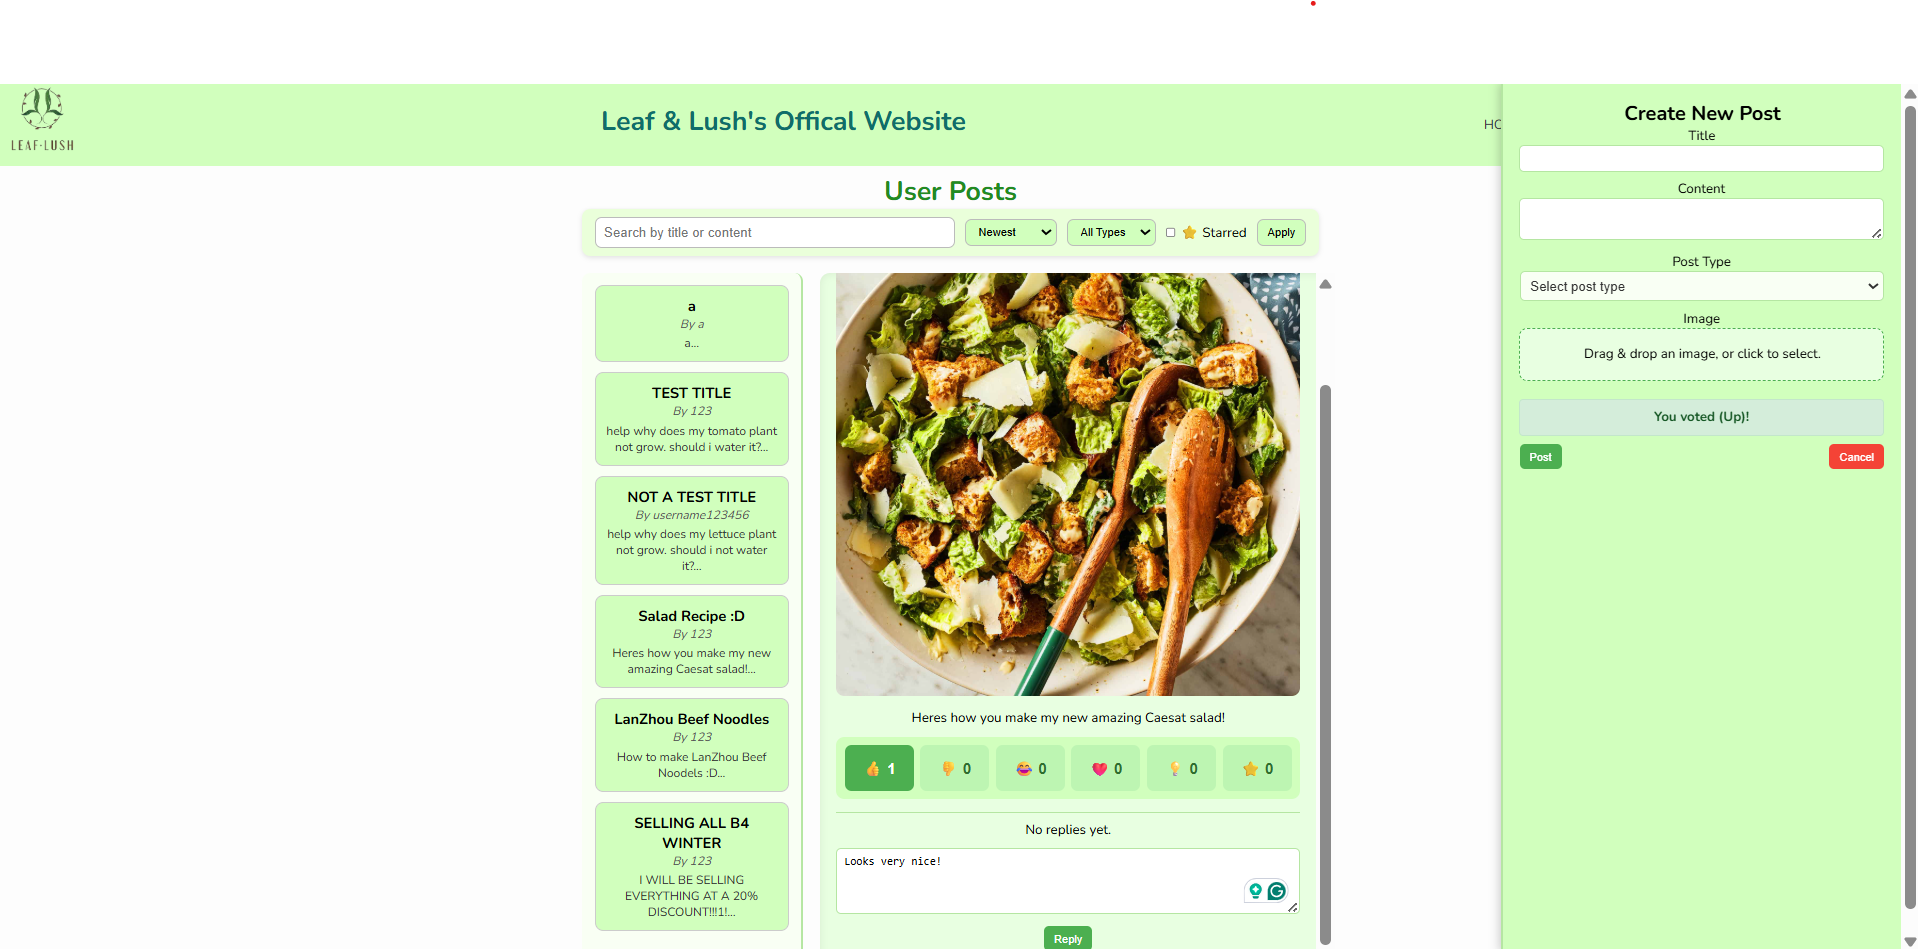 LEAF·LUSH
Leaf & Lush's Offical Website
HO
User Posts
Search by title or content
Newest
All Types
Starred
Apply
a
By a
a...
TEST TITLE
By 123
help why does my tomato plant
not grow. should i water it?...
NOT A TEST TITLE
By username123456
help why does my lettuce plant
not grow. should i not water
it?...
Salad Recipe :D
By 123
Heres how you make my new
amazing Caesat salad!...
LanZhou Beef Noodles
By 123
How to make LanZhou Beef
Noodels :D...
SELLING ALL B4
WINTER
By 123
I WILL BE SELLING
EVERYTHING AT A 20%
DISCOUNT!!!1!...
Heres how you make my new amazing Caesat salad!
👍 1
👎 0
😂 0
❤️ 0
💡 0
⭐ 0
No replies yet.
Looks very nice!
Reply
Create New Post
Title
Content
Post Type
Select post type
Image
Drag & drop an image, or click to select.
You voted (Up)!
Post
Cancel